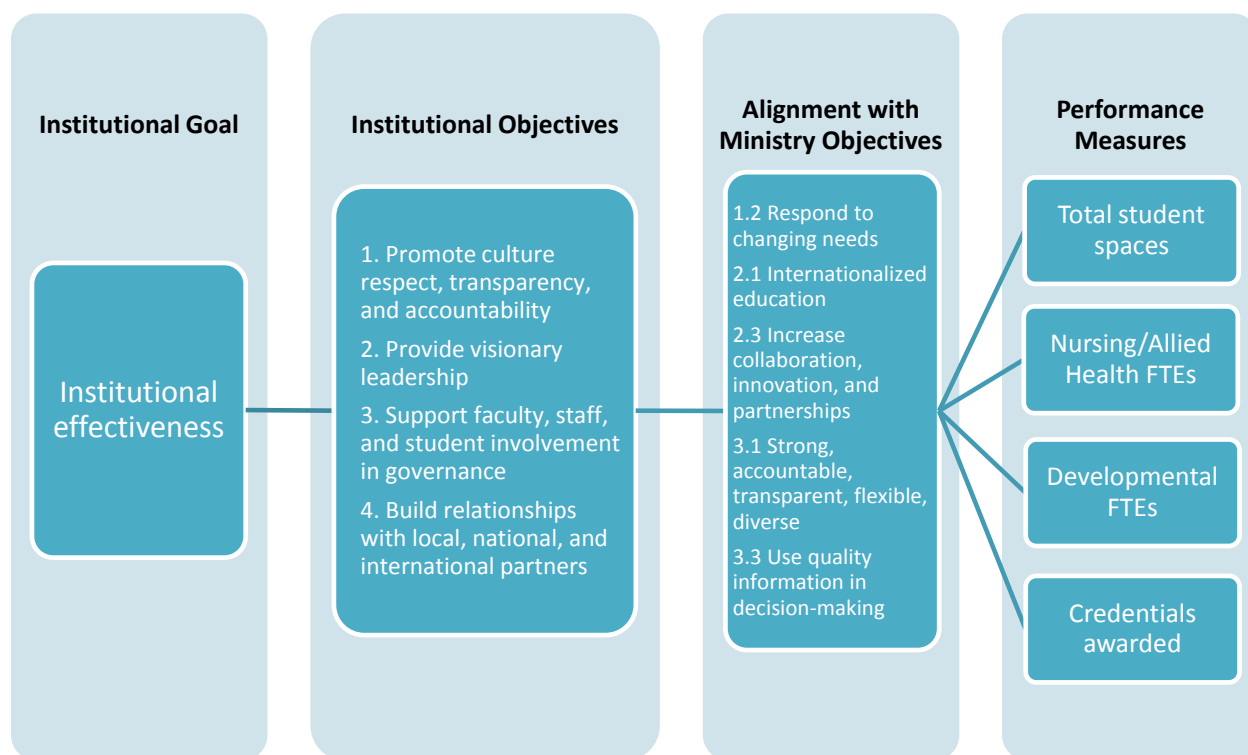 Institutional Goal
Institutional
effectiveness
Institutional Objectives
1. Promote culture
respect, transparency,
and accountability
2. Provide visionary
leadership
3. Support faculty, staff,
and student involvement
in governance
4. Build relationships
with local, national, and
international partners
Alignment with
Ministry Objectives
1.2 Respond to
changing needs
2.1 Internationalized
education
2.3 Increase
collaboration,
innovation, and
partnerships
3.1 Strong,
accountable,
transparent, flexible,
diverse
3.3 Use quality
information in
decision-making
Performance
Measures
Total student
spaces
Nursing/Allied
Health FTEs
Developmental
FTEs
Credentials
awarded